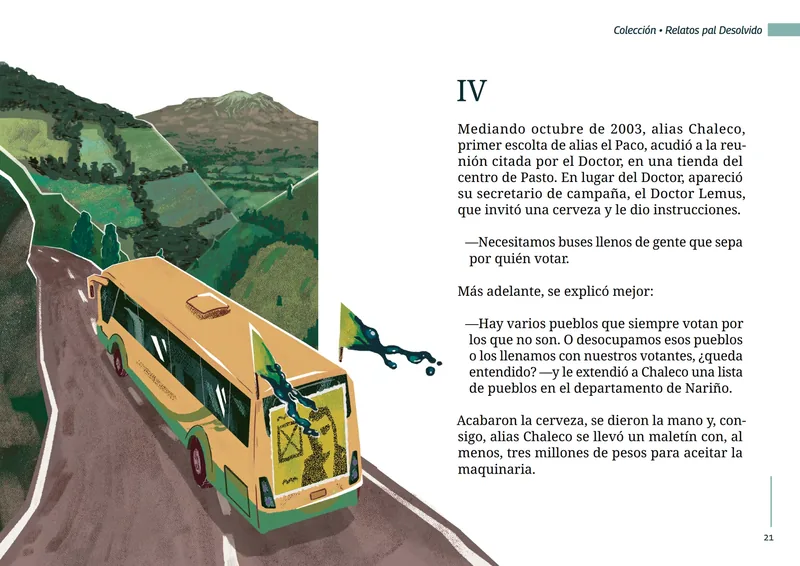 Colección • Relatos pal Desolvido
IV
Mediando octubre de 2003, alias Chaleco,
primer escolta de alias el Paco, acudió a la reu-
nión citada por el Doctor, en una tienda del
centro de Pasto. En lugar del Doctor, apareció
su secretario de campaña, el Doctor Lemus,
que invitó una cerveza y le dio instrucciones.
—Necesitamos buses llenos de gente que sepa
por quién votar.
Más adelante, se explicó mejor:
—Hay varios pueblos que siempre votan por
los que no son. O desocupamos esos pueblos
o los llenamos con nuestros votantes, ¿queda
entendido? —y le extendió a Chaleco una lista
de pueblos en el departamento de Nariño.
Acabaron la cerveza, se dieron la mano y, con-
sigo, alias Chaleco se llevó un maletín con, al
menos, tres millones de pesos para aceitar la
maquinaria.
21